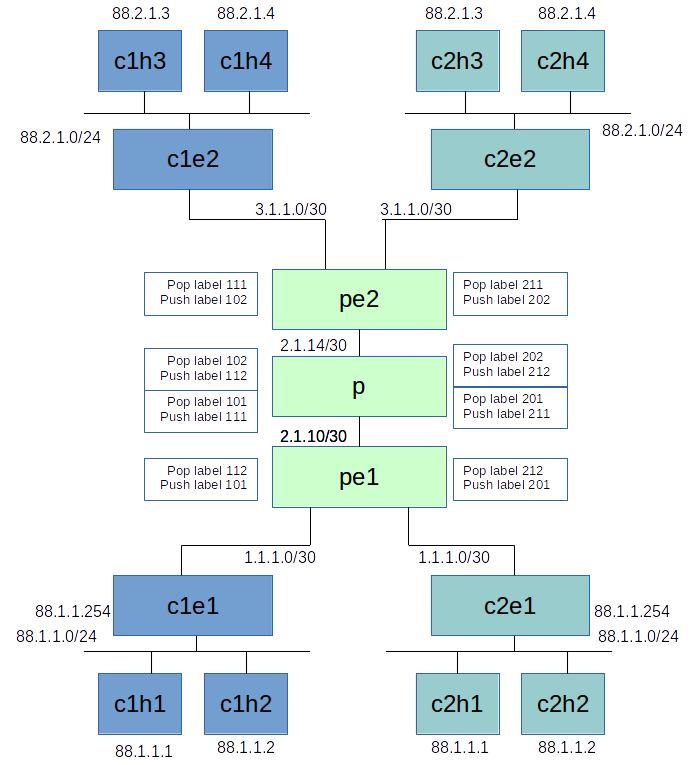 88.2.1.3
88.2.1.4
88.2.1.3
88.2.1.4
c1h3
c1h4
c2h3
c2h4
88.2.1.0/24
88.2.1.0/24
c1e2
c2e2
3.1.1.0/30
3.1.1.0/30
Pop label 111
Push label 102
pe2
Pop label 211
Push label 202
2.1.14/30
Pop label 102
Push label 112
Pop label 101
Push label 111
p
Pop label 202
Push label 212
Pop label 201
Push label 211
2.1.10/30
Pop label 112
Push label 101
pe1
Pop label 212
Push label 201
1.1.1.0/30
1.1.1.0/30
c1e1
c2e1
88.1.1.254
88.1.1.0/24
88.1.1.254
88.1.1.0/24
c1h1
c1h2
c2h1
c2h2
88.1.1.1
88.1.1.2
88.1.1.1
88.1.1.2